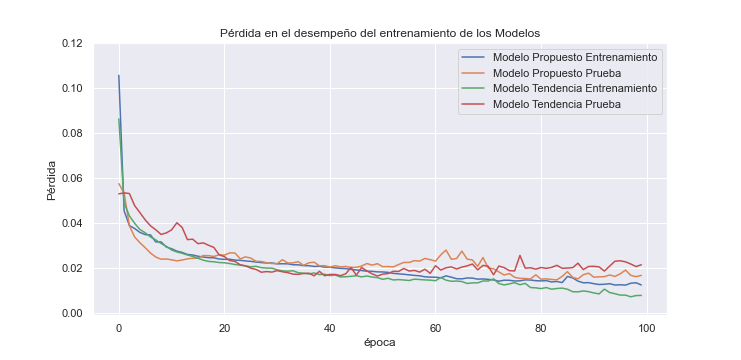 Pérdida en el desempeño del entrenamiento de los Modelos
Modelo Propuesto Entrenamiento
Modelo Propuesto Prueba
Modelo Tendencia Entrenamiento
Modelo Tendencia Prueba
Pérdida
0.12
0.10
0.08
0.06
0.04
0.02
0.00
0 20 40 60 80 100
época